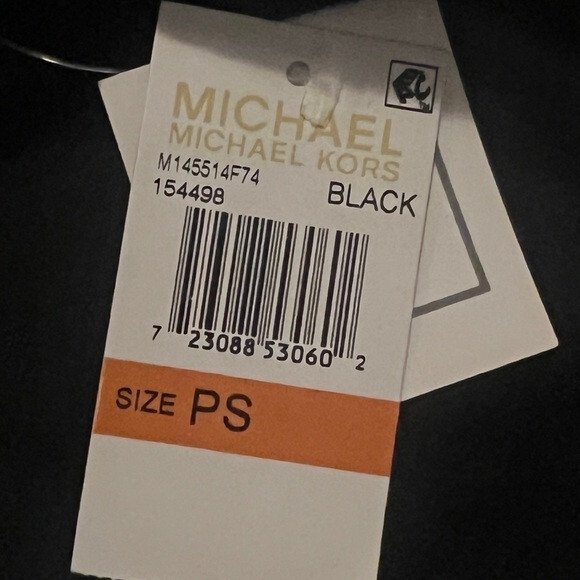 MICHAEL
MICHAEL KORS
M145514F74
154498 BLACK
7 23088 53060 2
SIZE PS